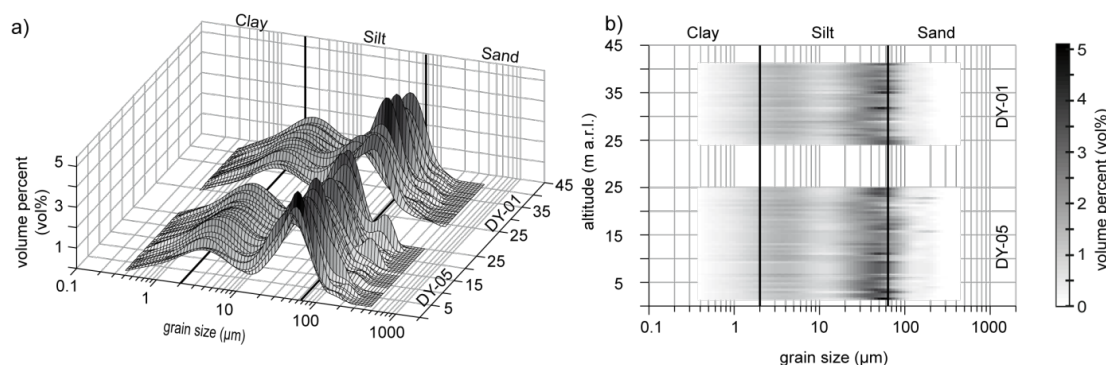 a)
Clay
Silt
Sand
volume percent
(vol%)
5
3
1
0.1
1
10
100
1000
grain size (µm)
5
15
25
25
35
45
DY-05
DY-01
b)
Clay
Silt
Sand
altitude (m a.r.l.)
45
35
25
25
15
5
DY-01
DY-05
0.1
1
10
100
1000
grain size (µm)
5
4
3
2
1
0
volume percent (vol%)